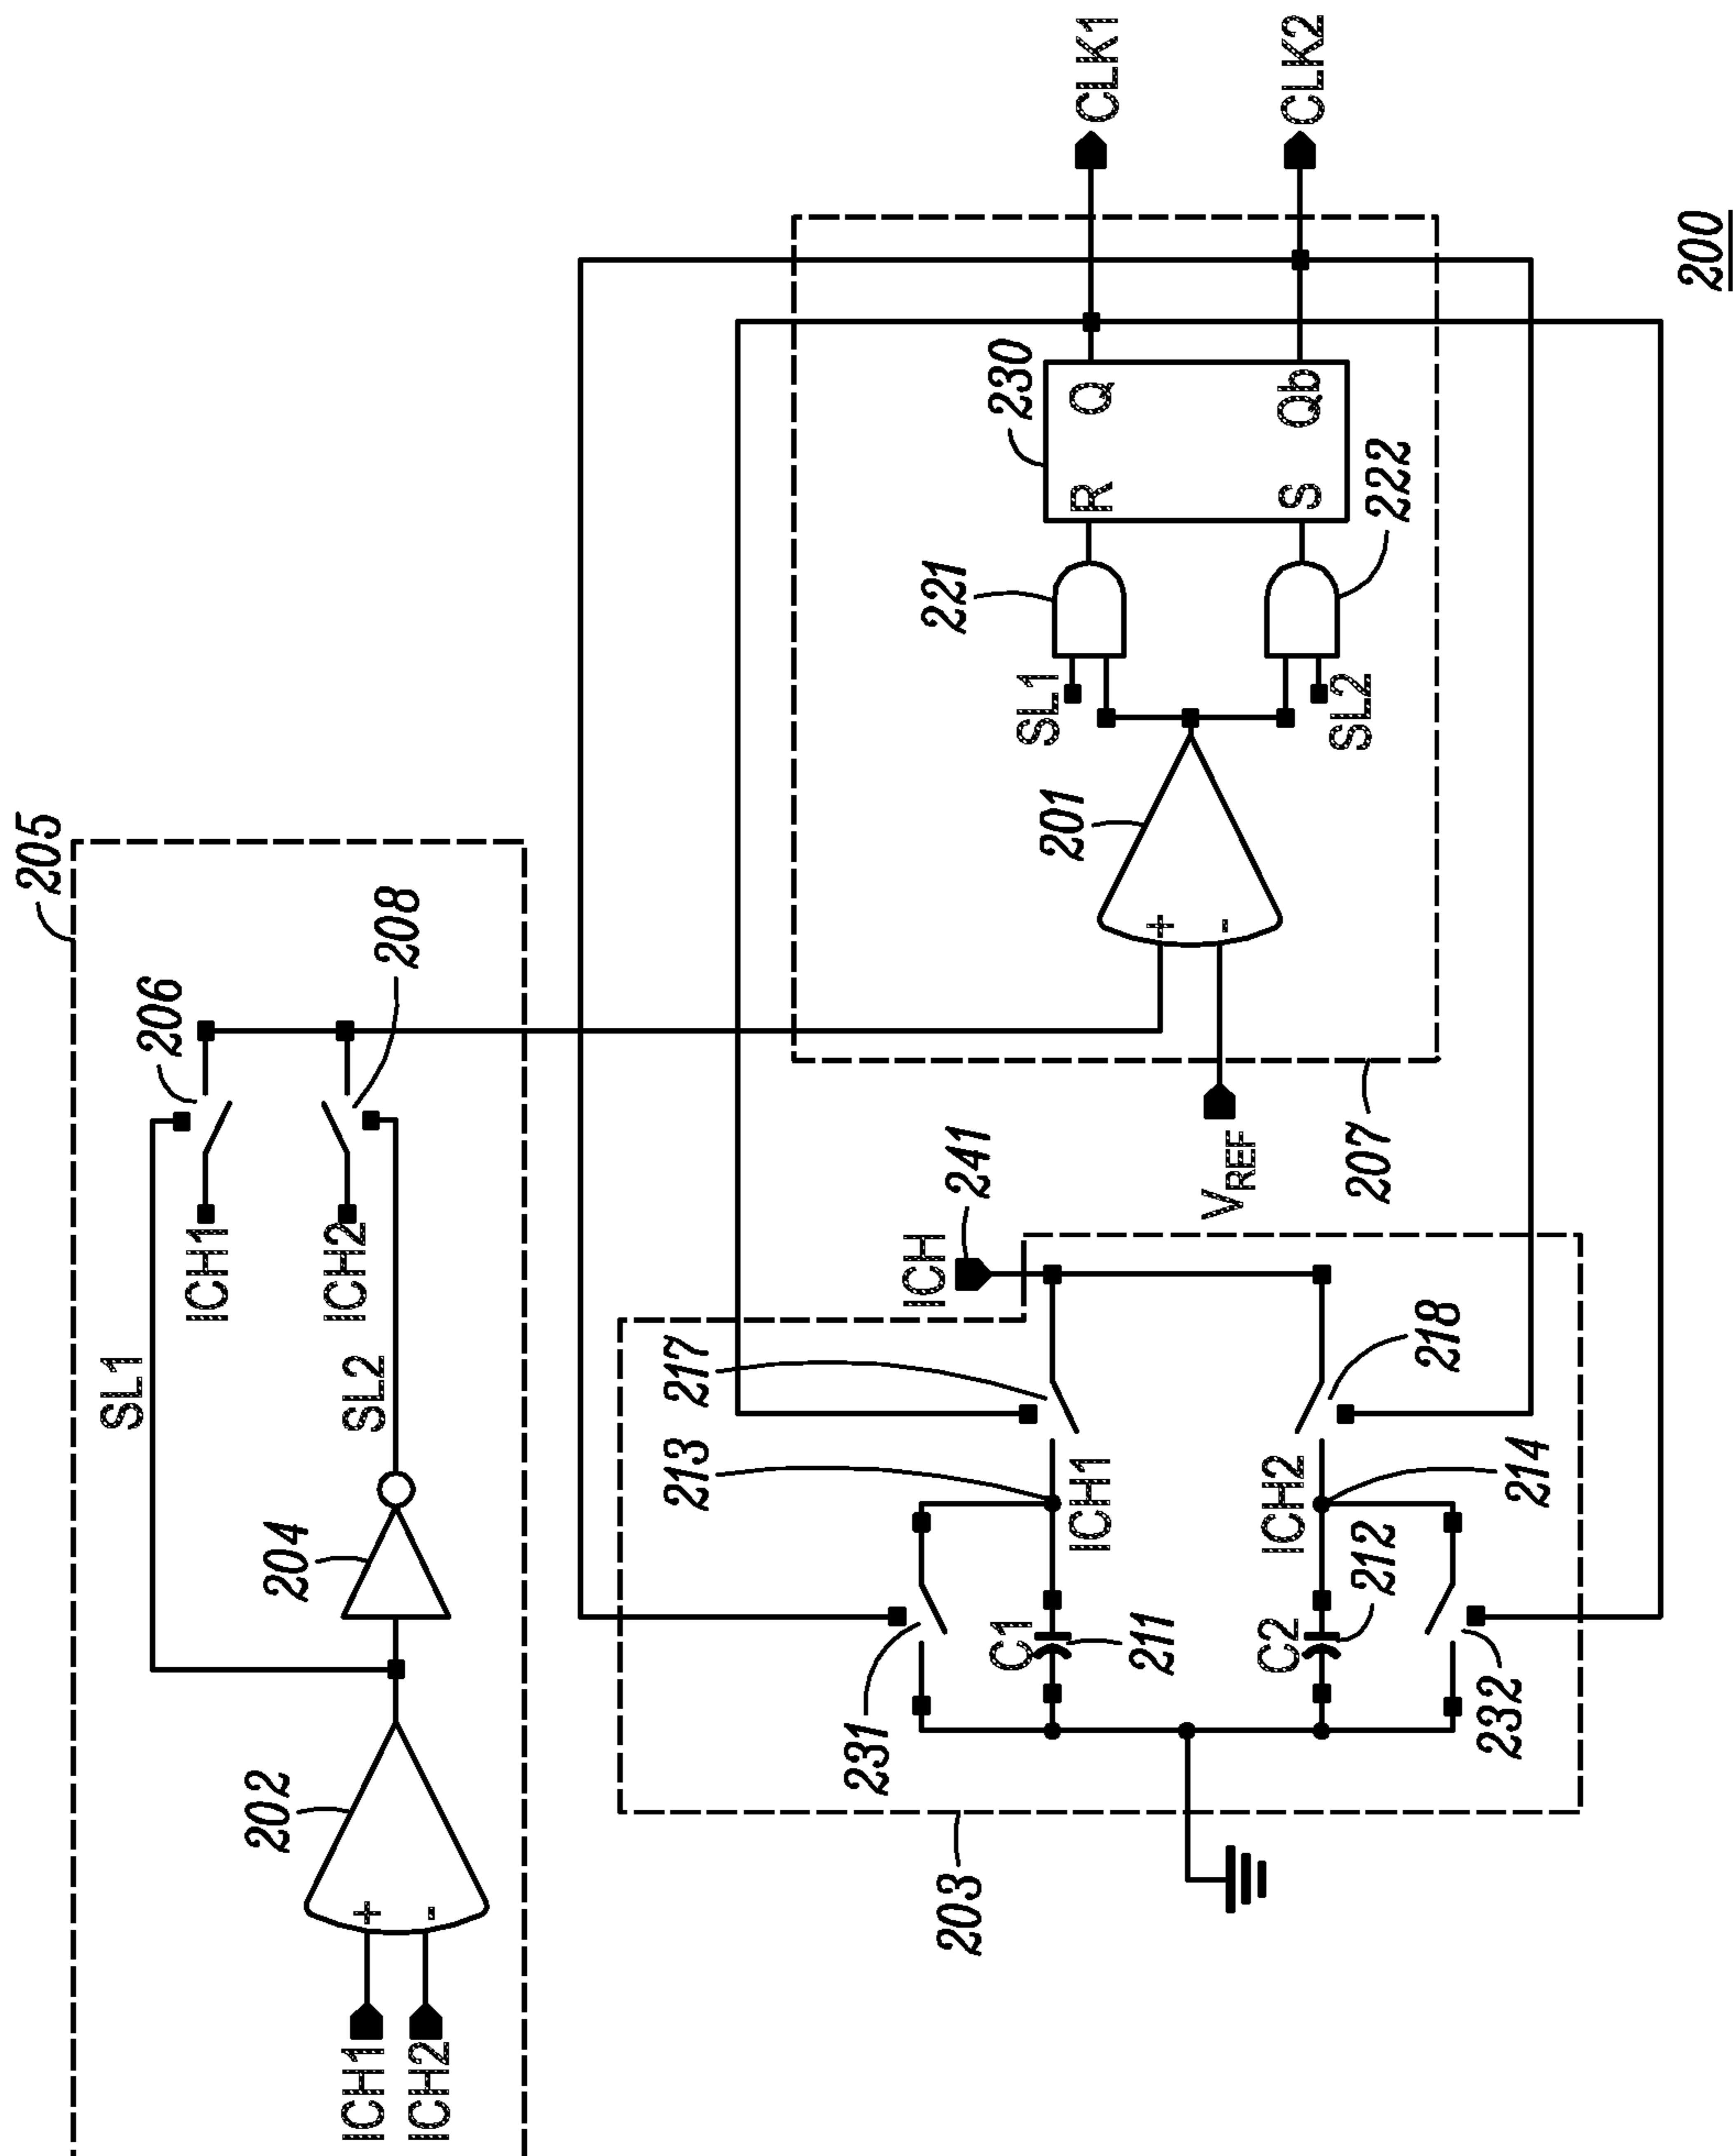 205
206
SL1
ICH1
208
ICH2
202
+
-
204
SL2
ICH1
ICH2
CLK1
CLK2
230
R
Q
S
Qb
221
222
SL1
SL2
201
+
-
VREF
207
ICH
241
217
213
ICH1
218
ICH2
214
231
C1
211
C2
212
232
203
200